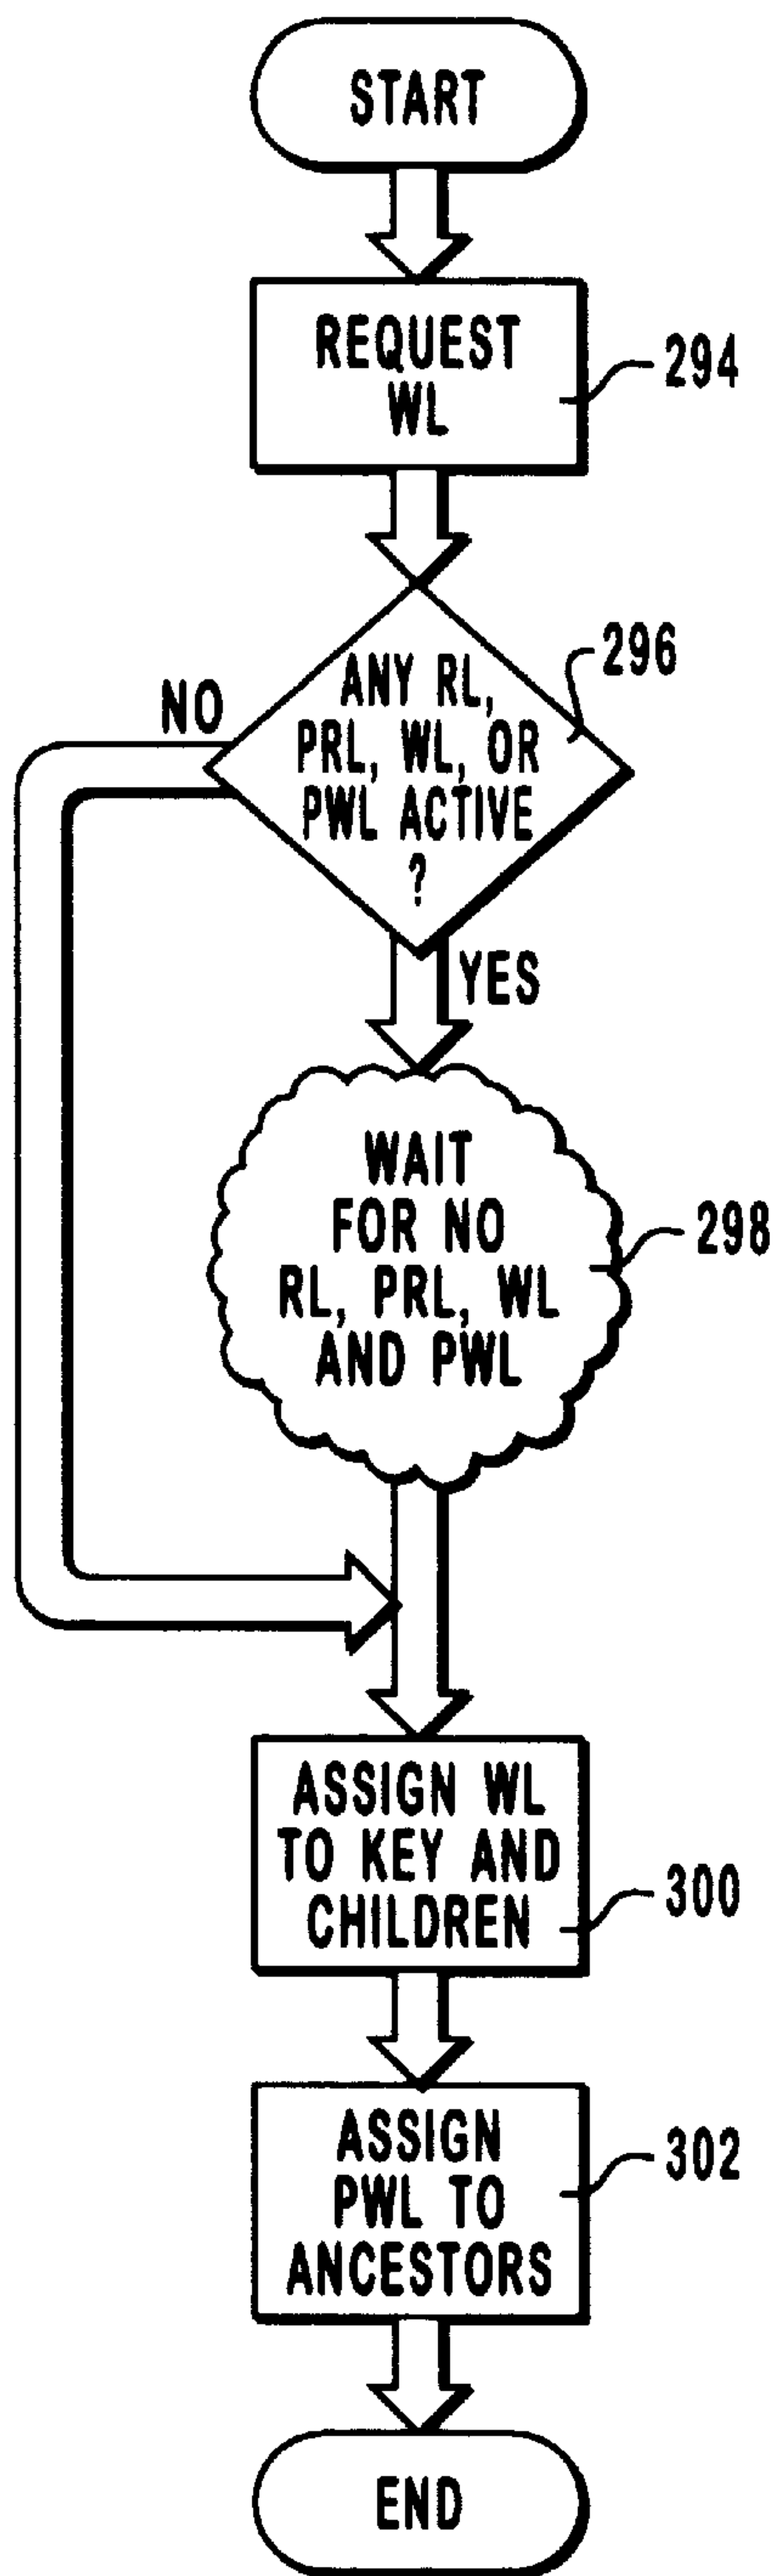 START
REQUEST
WL
294
ANY RL,
PRL, WL, OR
PWL ACTIVE
?
296
NO
YES
WAIT
FOR NO
RL, PRL, WL
AND PWL
298
ASSIGN WL
TO KEY AND
CHILDREN
300
ASSIGN
PWL TO
ANCESTORS
302
END